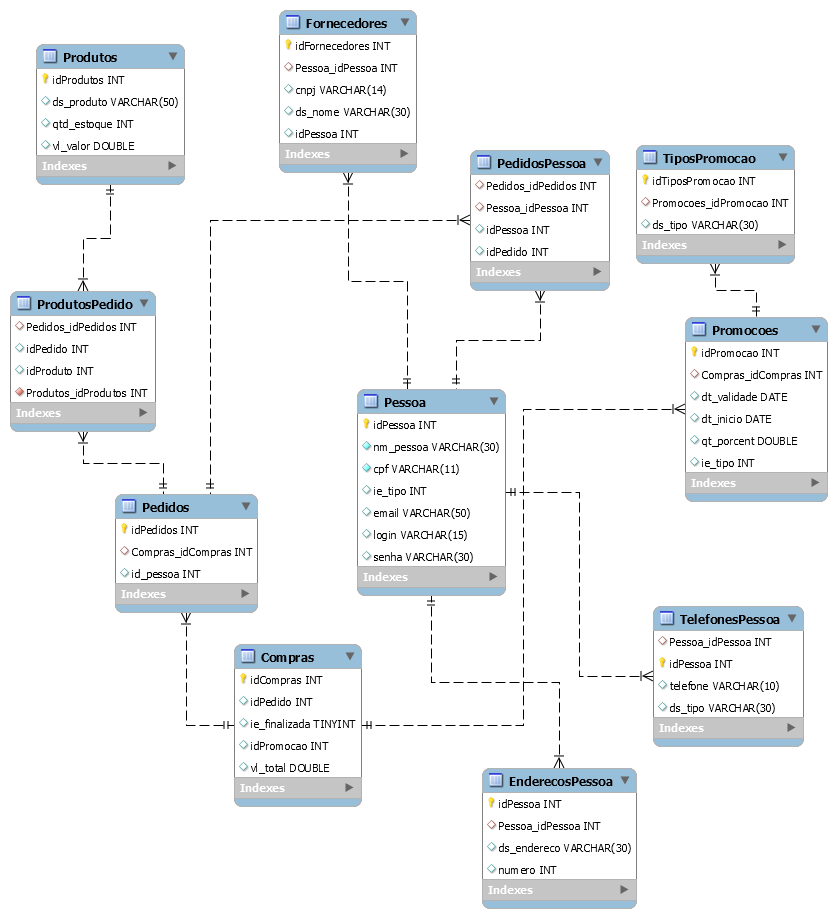 Fornecedores
idFornecedores INT
Pessoa_idPessoa INT
cnpj VARCHAR(14)
ds_nome VARCHAR(30)
idPessoa INT
Indexes
Produtos
idProdutos INT
ds_produto VARCHAR(50)
qtd_estoque INT
vl_valor DOUBLE
Indexes
PedidosPessoa
Pedidos_idPedidos INT
Pessoa_idPessoa INT
idPessoa INT
idPedido INT
Indexes
TiposPromocao
idTiposPromocao INT
Promocoes_idPromocao INT
ds_tipo VARCHAR(30)
Indexes
ProdutosPedido
Pedidos_idPedidos INT
idPedido INT
idProduto INT
Produtos_idProdutos INT
Indexes
Promocoes
idPromocao INT
Compras_idCompras INT
dt_validade DATE
dt_inicio DATE
qt_porcent DOUBLE
ie_tipo INT
Indexes
Pessoa
idPessoa INT
nm_pessoa VARCHAR(30)
cpf VARCHAR(11)
ie_tipo INT
email VARCHAR(50)
login VARCHAR(15)
senha VARCHAR(30)
Indexes
Pedidos
idPedidos INT
Compras_idCompras INT
id_pessoa INT
Indexes
TelefonesPessoa
Pessoa_idPessoa INT
idPessoa INT
telefone VARCHAR(10)
ds_tipo VARCHAR(30)
Indexes
Compras
idCompras INT
idPedido INT
ie_finalizada TINYINT
idPromocao INT
vl_total DOUBLE
Indexes
EnderecosPessoa
idPessoa INT
Pessoa_idPessoa INT
ds_endereco VARCHAR(30)
numero INT
Indexes